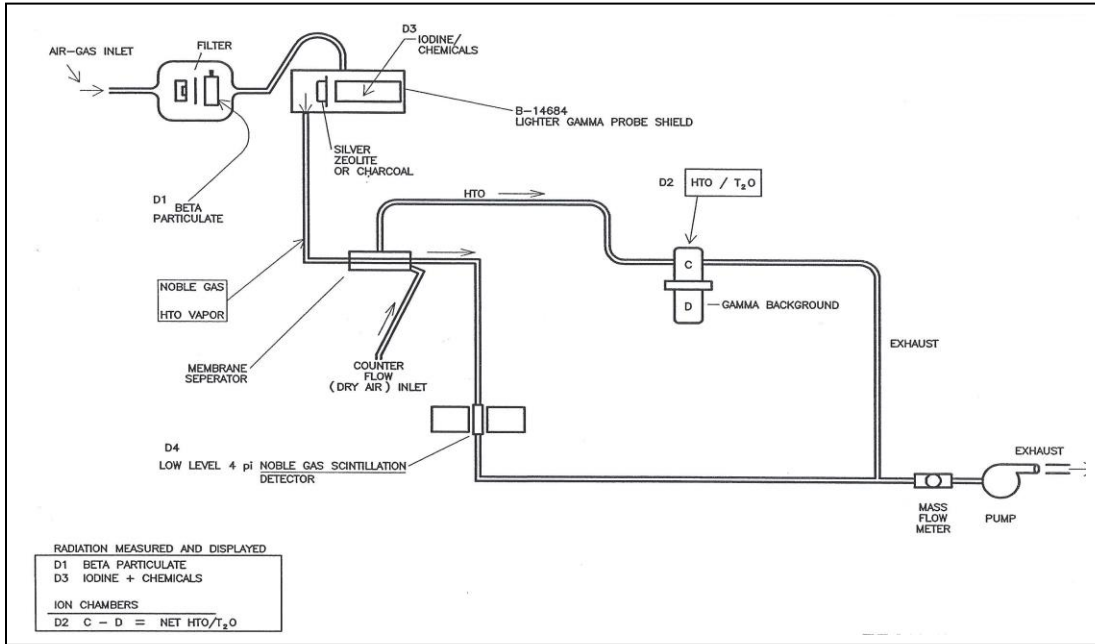 AIR-GAS INLET
FILTER
D3
IODINE/
CHEMICALS
B-14684
LIGHTER GAMMA PROBE SHIELD
SILVER
ZEOLITE
OR CHARCOAL
D1
BETA
PARTICULATE
HTO
D2
HTO / T₂O
C
D
GAMMA BACKGROUND
NOBLE GAS
HTO VAPOR
MEMBRANE
SEPERATOR
COUNTER
FLOW
(DRY AIR) INLET
EXHAUST
D4
LOW LEVEL 4 pi NOBLE GAS SCINTILLATION
DETECTOR
EXHAUST
MASS
FLOW
METER
PUMP
RADIATION MEASURED AND DISPLAYED
D1 BETA PARTICULATE
D3 IODINE + CHEMICALS
ION CHAMBERS
D2 C - D = NET HTO/T₂O